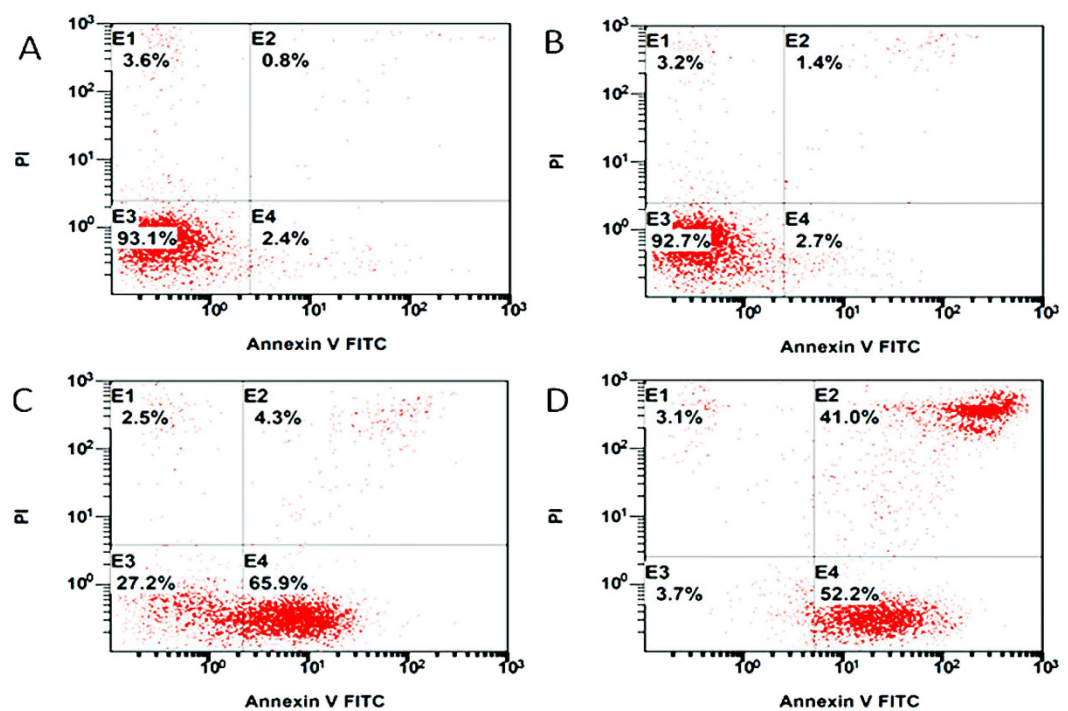 A
10³
E1
E2
3.6%
0.8%
10²
PI
10¹
E3
E4
10⁰
93.1%
2.4%
10⁰
10¹
10²
10³
Annexin V FITC
B
10³
E1
E2
3.2%
1.4%
10²
PI
10¹
E3
E4
10⁰
92.7%
2.7%
10⁰
10¹
10²
10³
Annexin V FITC
C
10³
E1
E2
2.5%
4.3%
10²
PI
10¹
E3
E4
10⁰
27.2%
65.9%
10⁰
10¹
10²
10³
Annexin V FITC
D
10³
E1
E2
3.1%
41.0%
10²
PI
10¹
E3
E4
10⁰
3.7%
52.2%
10⁰
10¹
10²
10³
Annexin V FITC